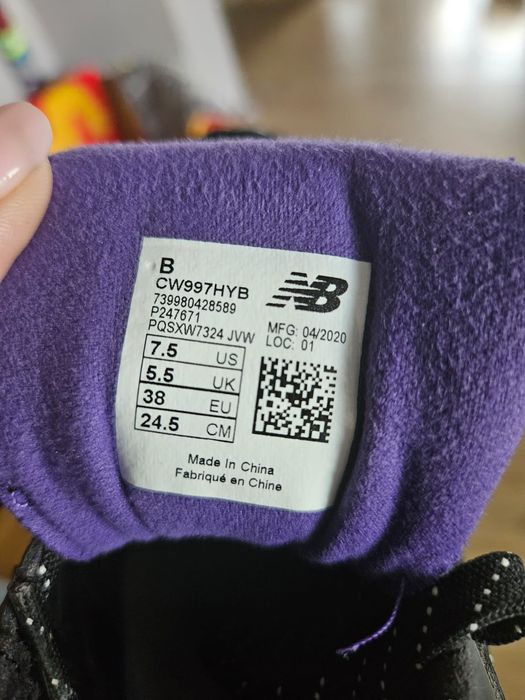 B
CW997HYB
739980428589
P247671
PQSXW7324 JVW
NB
MFG: 04/2020
LOC: 01
7.5 US
5.5 UK
38 EU
24.5 CM
Made In China
Fabriqué en Chine